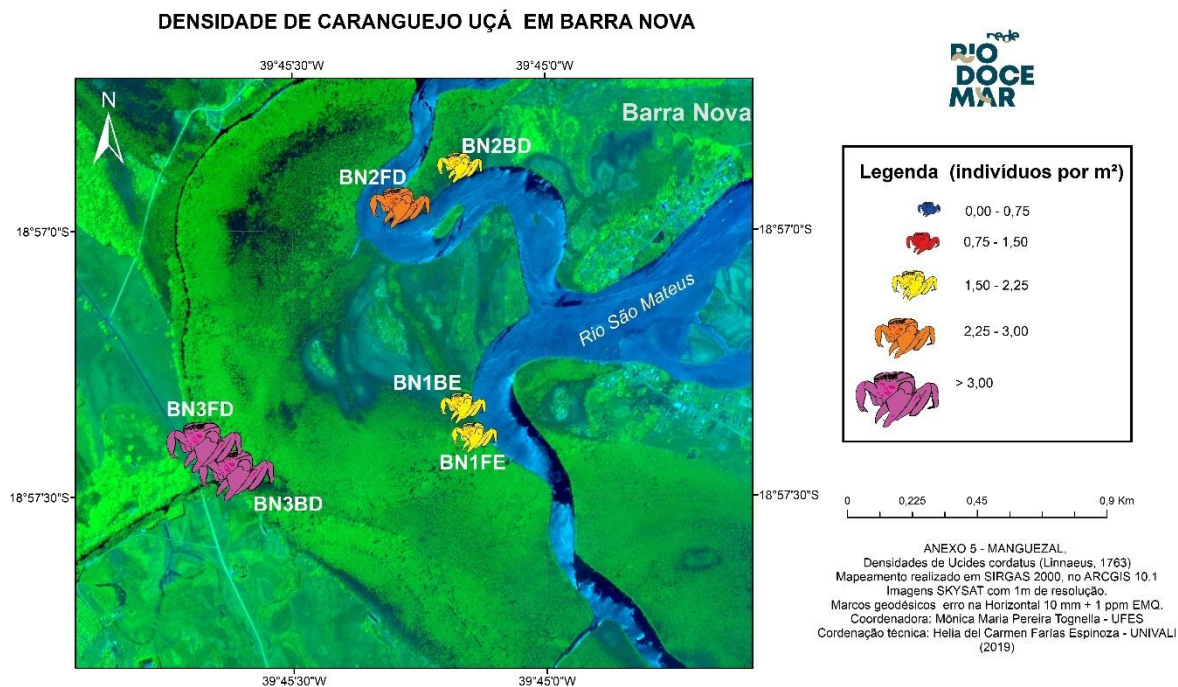 DENSIDADE DE CARANGUEJO UÇÁ EM BARRA NOVA
39°45'30"W
39°45'0"W
N
Barra Nova
BN2BD
BN2FD
18°57'0"S
18°57'0"S
Rio São Mateus
BN1BE
BN3FD
BN1FE
BN3BD
18°57'30"S
18°57'30"S
39°45'30"W
39°45'0"W
rede
RIO
DOCE
MAR
Legenda (indivíduos por m²)
0,00 - 0,75
0,75 - 1,50
1,50 - 2,25
2,25 - 3,00
> 3,00
0 0,225 0,45 0,9 Km
ANEXO 5 - MANGUEZAL,
Densidades de Ucides cordatus (Linnaeus, 1763)
Mapeamento realizado em SIRGAS 2000, no ARCGIS 10.1
Imagens SKYSAT com 1m de resolução.
Marcos geodésicos erro na Horizontal 10 mm + 1 ppm EMQ.
Coordenadora: Mônica Maria Pereira Tognella - UFES
Cordenação técnica: Helia del Carmen Farías Espinoza - UNIVALI
(2019)